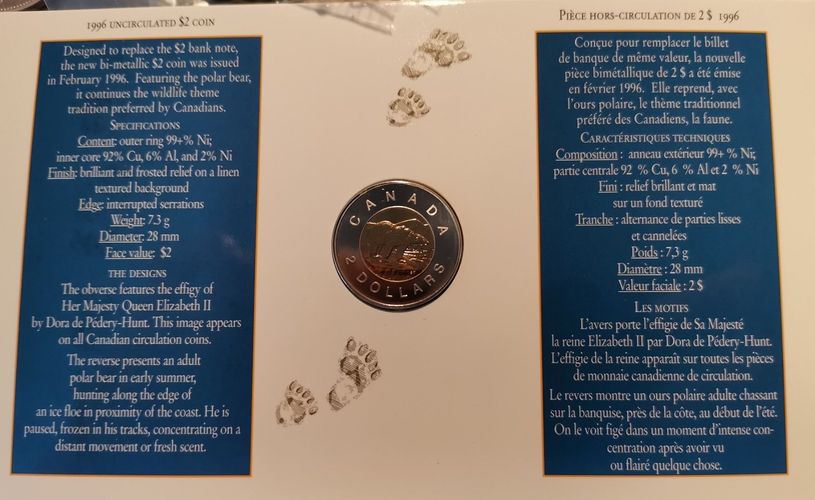 1996 UNCIRCULATED $2 COIN
Designed to replace the $2 bank note,
the new bi-metallic $2 coin was issued
in February 1996. Featuring the polar bear,
it continues the wildlife theme
tradition preferred by Canadians.
SPECIFICATIONS
Content: outer ring 99+% Ni;
inner core 92% Cu, 6% Al, and 2% Ni
Finish: brilliant and frosted relief on a linen
textured background
Edge: interrupted serrations
Weight: 7.3 g
Diameter: 28 mm
Face value: $2
THE DESIGNS
The obverse features the effigy of
Her Majesty Queen Elizabeth II
by Dora de Pédery-Hunt. This image appears
on all Canadian circulation coins.
The reverse presents an adult
polar bear in early summer,
hunting along the edge of
an ice floe in proximity of the coast. He is
paused, frozen in his tracks, concentrating on a
distant movement or fresh scent.
CANADA
2 DOLLARS
PIÈCE HORS-CIRCULATION DE 2 $ 1996
Conçue pour remplacer le billet
de banque de même valeur, la nouvelle
pièce bimétallique de 2 $ a été émise
en février 1996. Elle reprend, avec
l'ours polaire, le thème traditionnel
préféré des Canadiens, la faune.
CARACTÉRISTIQUES TECHNIQUES
Composition : anneau extérieur 99+ % Ni;
partie centrale 92 % Cu, 6 % Al et 2 % Ni
Fini : relief brillant et mat
sur un fond texturé
Tranche : alternance de parties lisses
et cannelées
Poids : 7,3 g
Diamètre : 28 mm
Valeur faciale : 2 $
LES MOTIFS
L'avers porte l'effigie de Sa Majesté
la reine Elizabeth II par Dora de Pédery-Hunt.
L'effigie de la reine apparaît sur toutes les pièces
de monnaie canadienne de circulation.
Le revers montre un ours polaire adulte chassant
sur la banquise, près de la côte, au début de l'été.
On le voit figé dans un moment d'intense con-
centration après avoir vu
ou flairé quelque chose.